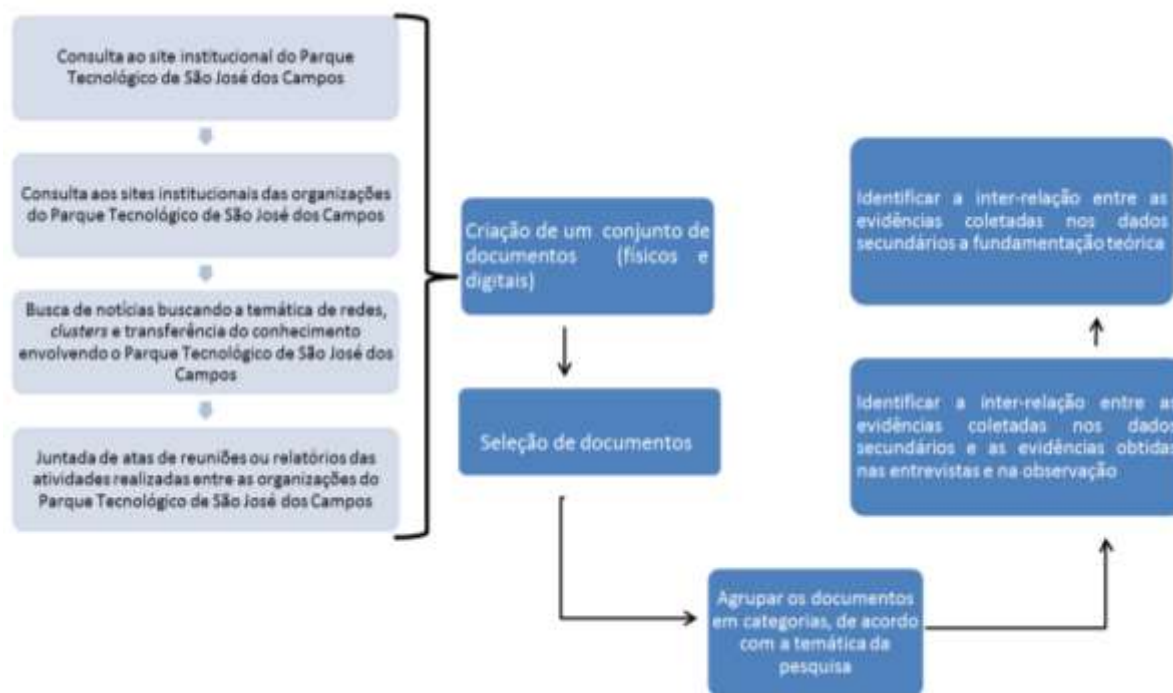 Consulta ao site institucional do Parque
Tecnológico de São José dos Campos
Consulta aos sites institucionais das organizações
do Parque Tecnológico de São José dos Campos
Busca de notícias buscando a temática de redes,
clusters e transferência do conhecimento
envolvendo o Parque Tecnológico de São José dos
Campos
Juntada de atas de reuniões ou relatórios das
atividades realizadas entre as organizações do
Parque Tecnológico de São José dos Campos
Criação de um conjunto de
documentos (físicos e
digitais)
Seleção de documentos
Agrupar os documentos
em categorias, de acordo
com a temática da
pesquisa
Identificar a inter-relação entre as
evidências coletadas nos dados
secundários e as evidências obtidas
nas entrevistas e na observação
Identificar a inter-relação entre as
evidências coletadas nos dados
secundários a fundamentação teórica